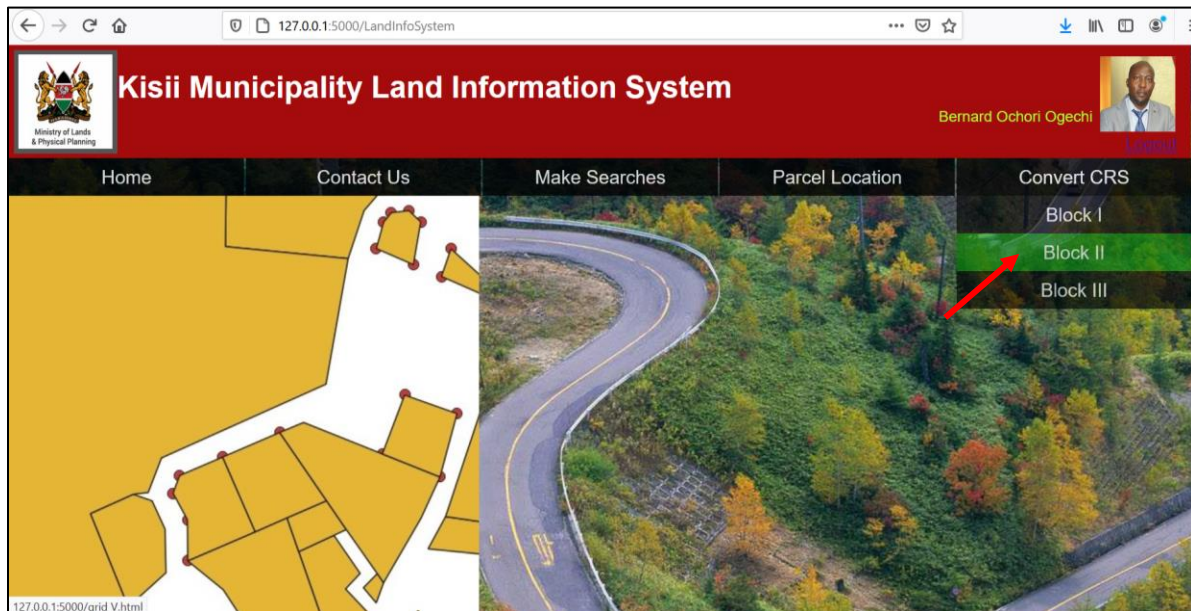 127.0.0.1:5000/LandInfoSystem
Ministry of Lands
& Physical Planning
Kisii Municipality Land Information System
Bernard Ochori Ogechi
Logout
Home
Contact Us
Make Searches
Parcel Location
Convert CRS
Block I
Block II
Block III
127.0.0.1:5000/grid_V.html